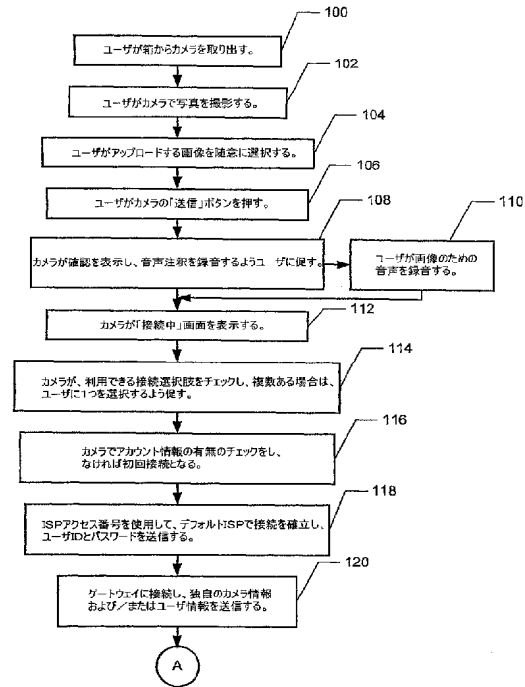 100
ユーザが箱からカメラを取り出す。
102
ユーザがカメラで写真を撮影する。
104
ユーザがアップロードする画像を随意に選択する。
106
ユーザがカメラの「送信」ボタンを押す。
108
カメラが確認を表示し、音声注釈を録音するようユーザに促す。
110
ユーザが画像のための
音声を録音する。
112
カメラが「接続中」画面を表示する。
114
カメラが、利用できる接続選択肢をチェックし、複数ある場合は、
ユーザに1つを選択するよう促す。
116
カメラでアカウント情報の有無のチェックをし、
なければ初回接続となる。
118
ISPアクセス番号を使用して、デフォルトISPで接続を確立し、
ユーザIDとパスワードを送信する。
120
ゲートウェイに接続し、独自のカメラ情報
および/またはユーザ情報を送信する。
A